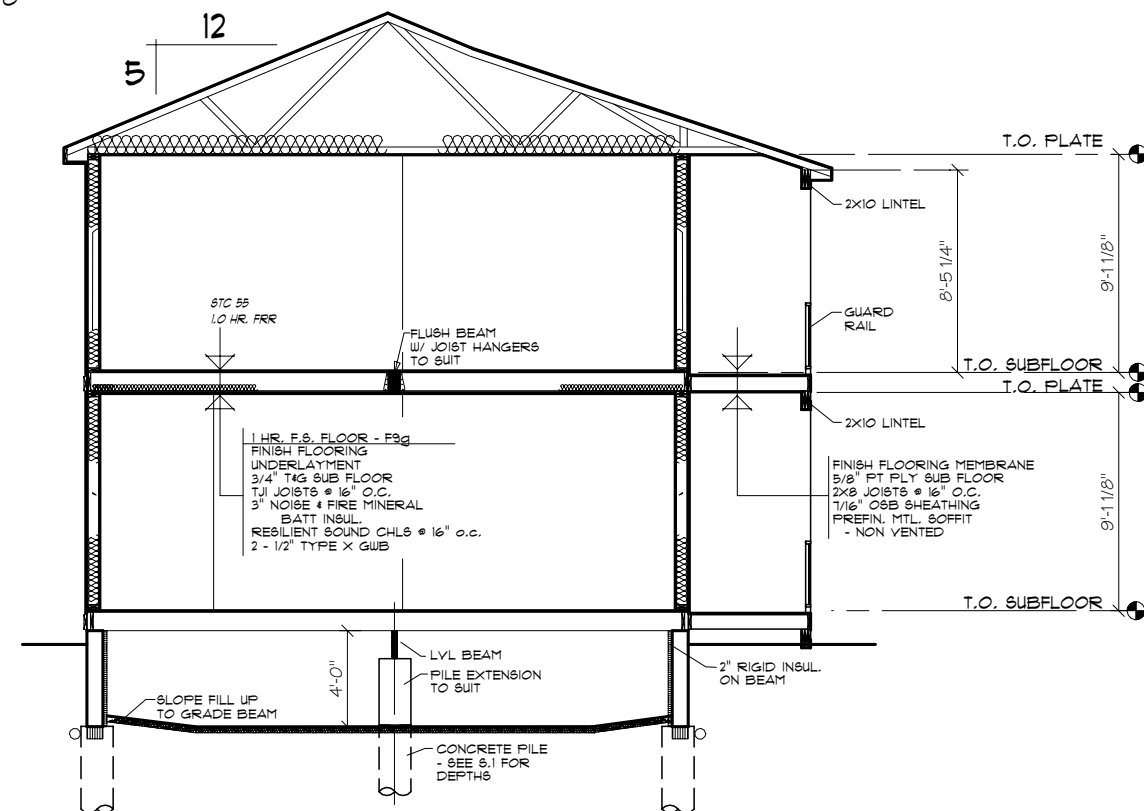 12
5
T.O. PLATE
2X10 LINTEL
8'-5 1/4"
9'-1 1/8"
STC 55
1.0 HR. FRR
GUARD
RAIL
FLUSH BEAM
W/ JOIST HANGERS
TO SUIT
T.O. SUBFLOOR
T.O. PLATE
2X10 LINTEL
1 HR. F.S. FLOOR - F9g
FINISH FLOORING
UNDERLAYMENT
3/4" T&G SUB FLOOR
TJI JOISTS @ 16" O.C.
3" NOISE & FIRE MINERAL
BATT INSUL.
RESILIENT SOUND CHLS @ 16" o.c.
2 - 1/2" TYPE X GWB
FINISH FLOORING MEMBRANE
5/8" PT PLY SUB FLOOR
2X8 JOISTS @ 16" O.C.
7/16" OSB SHEATHING
PREFIN. MTL. SOFFIT
- NON VENTED
9'-1 1/8"
T.O. SUBFLOOR
4'-0"
LVL BEAM
PILE EXTENSION
TO SUIT
2" RIGID INSUL.
ON BEAM
SLOPE FILL UP
TO GRADE BEAM
CONCRETE PILE
- SEE S.1 FOR
DEPTHS